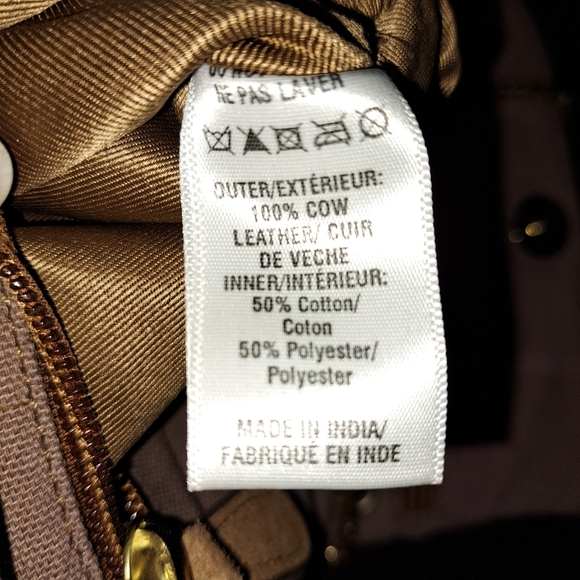 NE PAS LAVER
OUTER/EXTÉRIEUR:
100% COW
LEATHER/ CUIR
DE VECHE
INNER/INTÉRIEUR:
50% Cotton/
Coton
50% Polyester/
Polyester
MADE IN INDIA/
FABRIQUÉ EN INDE